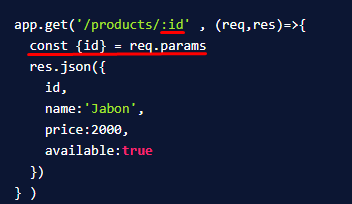 app.get('/products/:id' , (req,res)=>{
const {id} = req.params
res.json({
id,
name:'Jabon',
price:2000,
available:true
})
} )